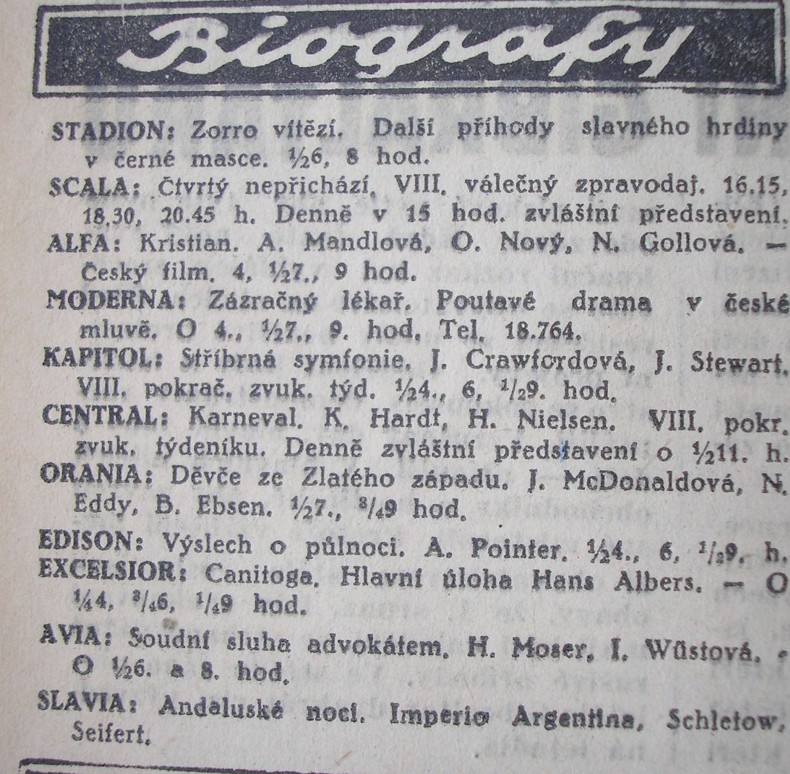 Biografy
STADION: Zorro vítězí. Další příhody slavného hrdiny
v černé masce. ½6, 8 hod.
SCALA: Čtvrtý nepřichází. VIII. válečný zpravodaj. 16.15,
18.30, 20.45 h. Denně v 15 hod. zvláštní představení.
ALFA: Kristian. A. Mandlová, O. Nový, N. Gollová. —
Český film. 4, ½7., 9 hod.
MODERNA: Zázračný lékař. Poutavé drama v české
mluvě. O 4., ½7., 9. hod. Tel. 18.764.
KAPITOL: Stříbrná symfonie. J. Crawfordová, J. Stewart.
VIII. pokrač. zvuk. týd. ½4., 6, ½9. hod.
CENTRAL: Karneval. K. Hardt, H. Nielsen. VIII. pokr.
zvuk. týdeníku. Denně zvláštní představení o ½11. h.
ORANIA: Děvče ze Zlatého západu. J. McDonaldová, N.
Eddy, B. Ebsen. ½7., ¾9 hod.
EDISON: Výslech o půlnoci. A. Pointer. ½4., 6, ½9. h.
EXCELSIOR: Canitoga. Hlavní úloha Hans Albers. — O
¼4, ¾6, ¼9 hod.
AVIA: Soudní sluha advokátem. H. Moser, I. Wüstová. -
O ½6. a 8. hod.
SLAVIA: Andaluské noci. Imperio Argentina, Schletow,
Seifert.